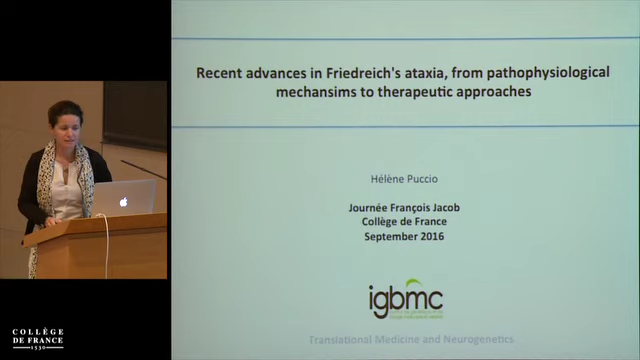 Recent advances in Friedreich's ataxia, from pathophysiological
mechansims to therapeutic approaches
Hélène Puccio
Journée François Jacob
Collège de France
September 2016
igbmc
Translational Medicine and Neurogenetics
COLLÈGE
DE FRANCE
1530